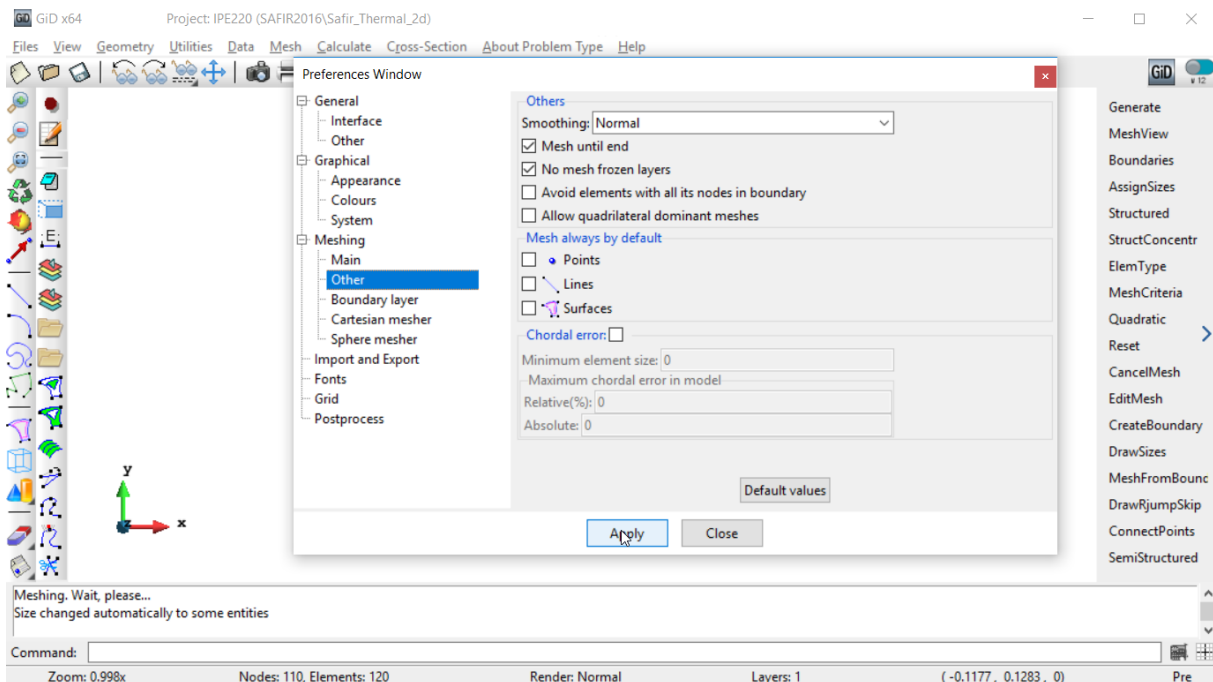 GiD x64 Project: IPE220 (SAFIR2016\Safir_Thermal_2d)
Files View Geometry Utilities Data Mesh Calculate Cross-Section About Problem Type Help
GiD
v 12
Preferences Window
General
Interface
Other
Graphical
Appearance
Colours
System
Meshing
Main
Other
Boundary layer
Cartesian mesher
Sphere mesher
Import and Export
Fonts
Grid
Postprocess
Others
Smoothing: Normal
Mesh until end
No mesh frozen layers
Avoid elements with all its nodes in boundary
Allow quadrilateral dominant meshes
Mesh always by default
Points
Lines
Surfaces
Chordal error:
Minimum element size: 0
Maximum chordal error in model
Relative(%): 0
Absolute: 0
Default values
Apply Close
Generate
MeshView
Boundaries
AssignSizes
Structured
StructConcentr
ElemType
MeshCriteria
Quadratic
Reset
CancelMesh
EditMesh
CreateBoundary
DrawSizes
MeshFromBounc
DrawRjumpSkip
ConnectPoints
SemiStructured
E
y
z x
Meshing. Wait, please...
Size changed automatically to some entities
Command:
Zoom: 0.998x Nodes: 110, Elements: 120 Render: Normal Layers: 1 ( -0.1177, 0.1283, 0) Pre